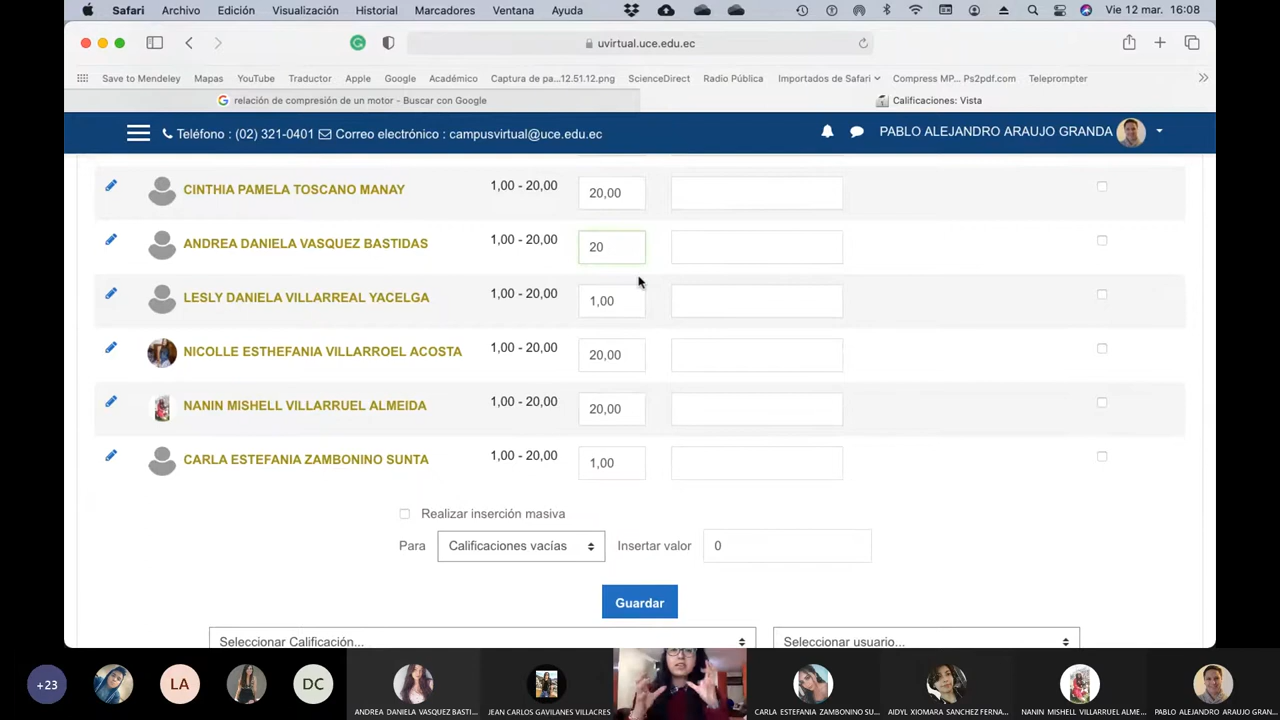 Safari Archivo Edición Visualización Historial Marcadores Ventana Ayuda Vie 12 mar. 16:08
uvirtual.uce.edu.ec
Save to Mendeley Mapas YouTube Traductor Apple Google Académico Captura de pa...12.51.12.png ScienceDirect Radio Pública Importados de Safari Compress MP... Ps2pdf.com Teleprompter
relación de compresión de un motor - Buscar con Google Calificaciones: Vista
Teléfono : (02) 321-0401 Correo electrónico : campusvirtual@uce.edu.ec PABLO ALEJANDRO ARAUJO GRANDA
CINTHIA PAMELA TOSCANO MANAY 1,00 - 20,00 20,00
ANDREA DANIELA VASQUEZ BASTIDAS 1,00 - 20,00 20
LESLY DANIELA VILLARREAL YACELGA 1,00 - 20,00 1,00
NICOLLE ESTHEFANIA VILLARROEL ACOSTA 1,00 - 20,00 20,00
NANIN MISHELL VILLARRUEL ALMEIDA 1,00 - 20,00 20,00
CARLA ESTEFANIA ZAMBONINO SUNTA 1,00 - 20,00 1,00
Realizar inserción masiva
Para Calificaciones vacías Insertar valor 0
Guardar
Seleccionar Calificación... Seleccionar usuario...
+23 LA DC
ANDREA DANIELA VASQUEZ BASTI... JEAN CARLOS GAVILANES VILLACRES CARLA ESTEFANIA ZAMBONINO SU... AIDYL XIOMARA SANCHEZ FERNA... NANIN MISHELL VILLARRUEL ALME... PABLO ALEJANDRO ARAUJO GRANDA